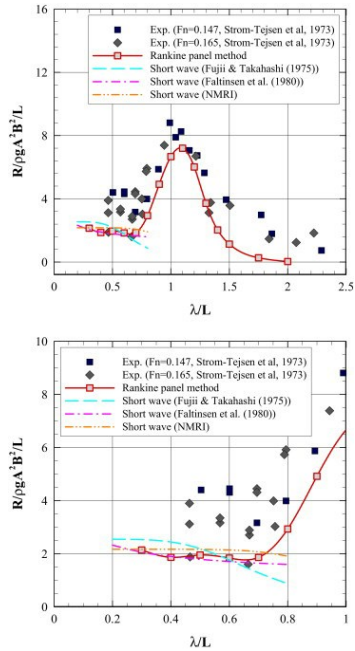 16
Exp. (Fn=0.147, Strom-Tejsen et al, 1973)
Exp. (Fn=0.165, Strom-Tejsen et al, 1973)
Rankine panel method
Short wave (Fujii & Takahashi (1975))
Short wave (Faltinsen et al. (1980))
Short wave (NMRI)
12
8
4
0
R/ρgA²B²/L
0.0
0.5
1.0
1.5
2.0
2.5
λ/L
10
Exp. (Fn=0.147, Strom-Tejsen et al, 1973)
Exp. (Fn=0.165, Strom-Tejsen et al, 1973)
Rankine panel method
Short wave (Fujii & Takahashi (1975))
Short wave (Faltinsen et al. (1980))
Short wave (NMRI)
8
6
4
2
0
R/ρgA²B²/L
0
0.2
0.4
0.6
0.8
1
λ/L